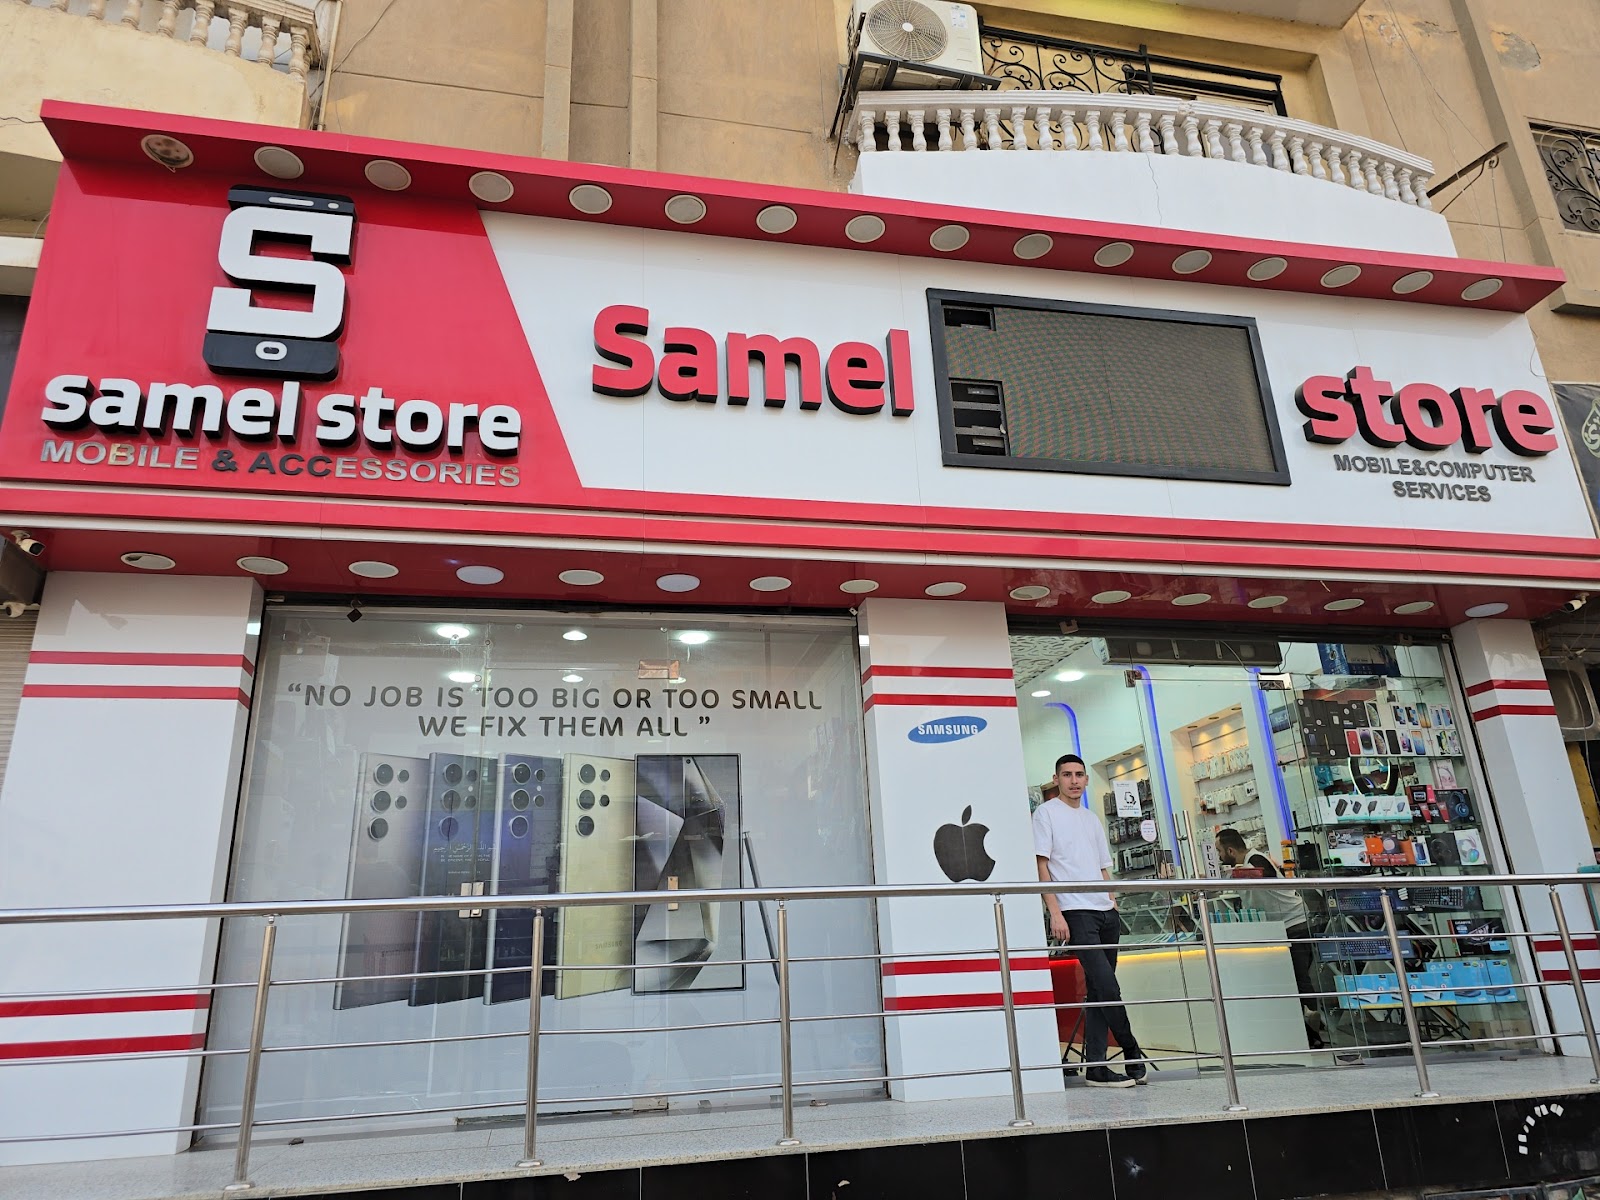 S
samel store
MOBILE & ACCESSORIES
Samel store
MOBILE&COMPUTER
SERVICES
“NO JOB IS TOO BIG OR TOO SMALL
WE FIX THEM ALL”
SAMSUNG
PUSH